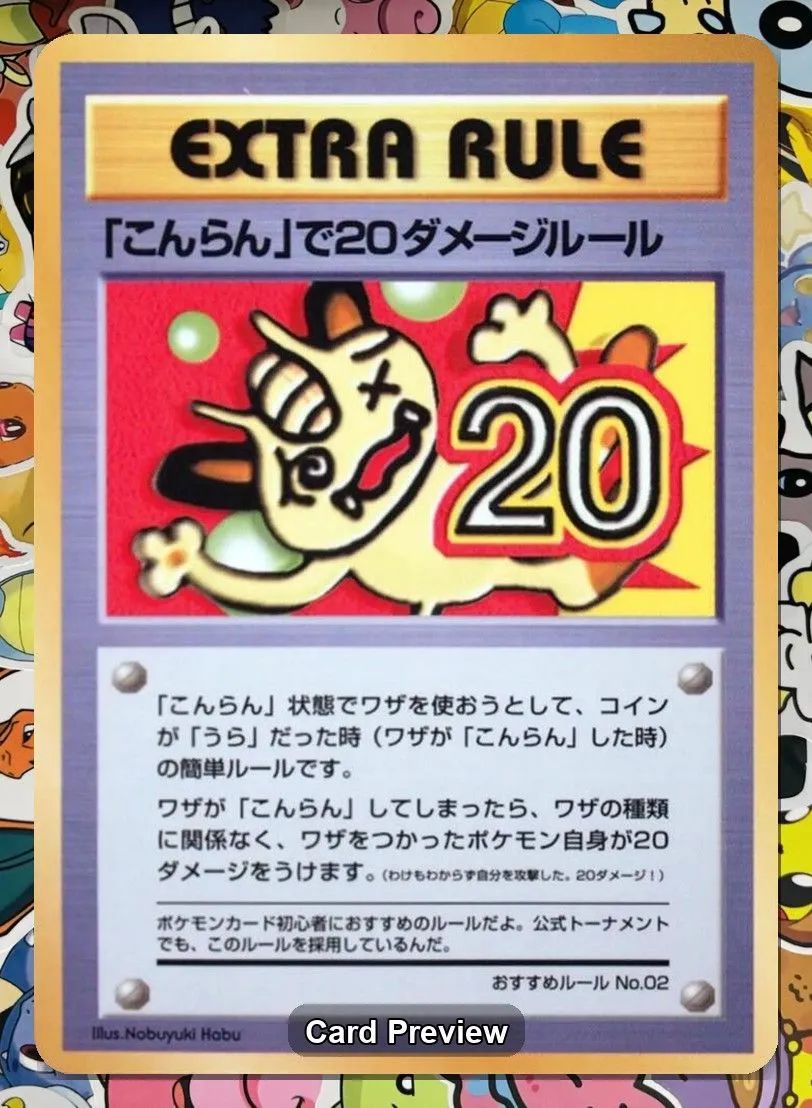 EXTRA RULE
「こんらん」で20ダメージルール
20
「こんらん」状態でワザを使おうとして、コイン
が「うら」だった時（ワザが「こんらん」した時）
の簡単ルールです。
ワザが「こんらん」してしまったら、ワザの種類
に関係なく、ワザをつかったポケモン自身が20
ダメージをうけます。（わけもわからず自分を攻撃した。20ダメージ！）
ポケモンカード初心者におすすめのルールだよ。公式トーナメント
でも、このルールを採用しているんだ。
おすすめルール No.02
Illus.Nobuyuki Habu
Card Preview